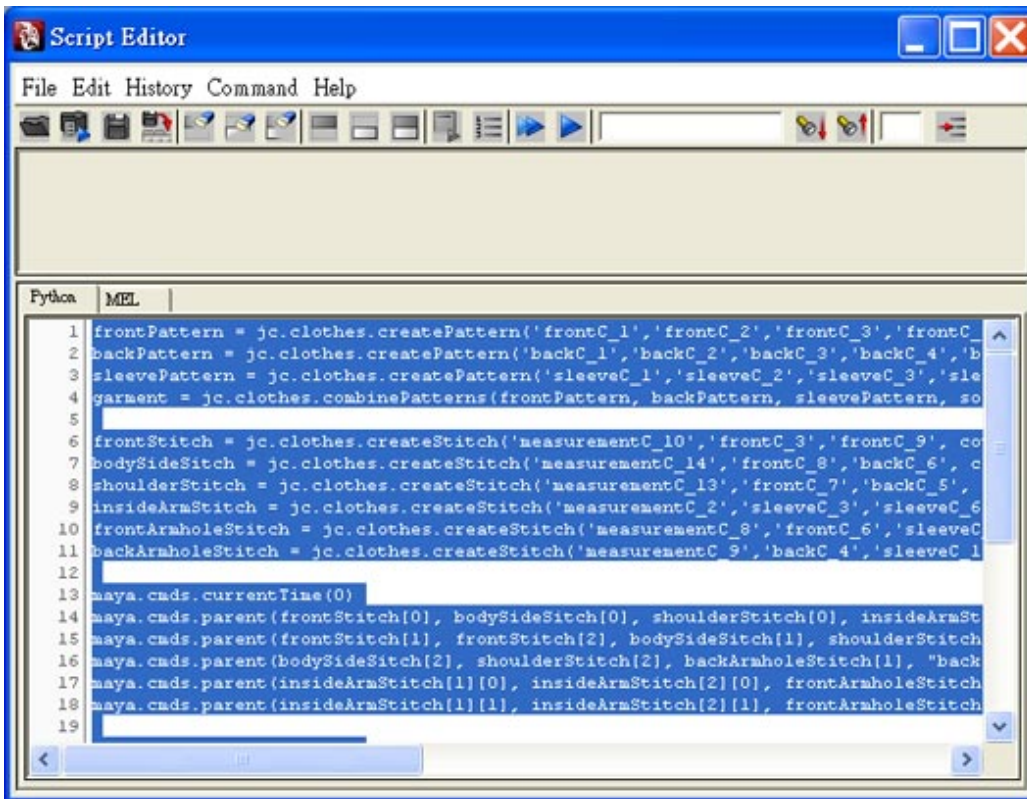 Script Editor
File Edit History Command Help
Python MEL
1 frontPattern = jc.clothes.createPattern('frontC_1','frontC_2','frontC_3','frontC_
2 backPattern = jc.clothes.createPattern('backC_1','backC_2','backC_3','backC_4','b
3 sleevePattern = jc.clothes.createPattern('sleeveC_1','sleeveC_2','sleeveC_3','sle
4 garment = jc.clothes.combinePatterns(frontPattern, backPattern, sleevePattern, so
5
6 frontStitch = jc.clothes.createStitch('measurementC_10','frontC_3','frontC_9', co
7 bodySideSitch = jc.clothes.createStitch('measurementC_14','frontC_8','backC_6', c
8 shoulderStitch = jc.clothes.createStitch('measurementC_13','frontC_7','backC_5',
9 insideArmStitch = jc.clothes.createStitch('measurementC_2','sleeveC_3','sleeveC_6
10 frontArmholeStitch = jc.clothes.createStitch('measurementC_8','frontC_6','sleeveC
11 backArmholeStitch = jc.clothes.createStitch('measurementC_9','backC_4','sleeveC_1
12
13 maya.cmds.currentTime(0)
14 maya.cmds.parent(frontStitch[0], bodySideSitch[0], shoulderStitch[0], insideArmSt
15 maya.cmds.parent(frontStitch[1], frontStitch[2], bodySideSitch[1], shoulderStitch
16 maya.cmds.parent(bodySideSitch[2], shoulderStitch[2], backArmholeStitch[1], "back
17 maya.cmds.parent(insideArmStitch[1][0], insideArmStitch[2][0], frontArmholeStitch
18 maya.cmds.parent(insideArmStitch[1][1], insideArmStitch[2][1], frontArmholeStitch
19